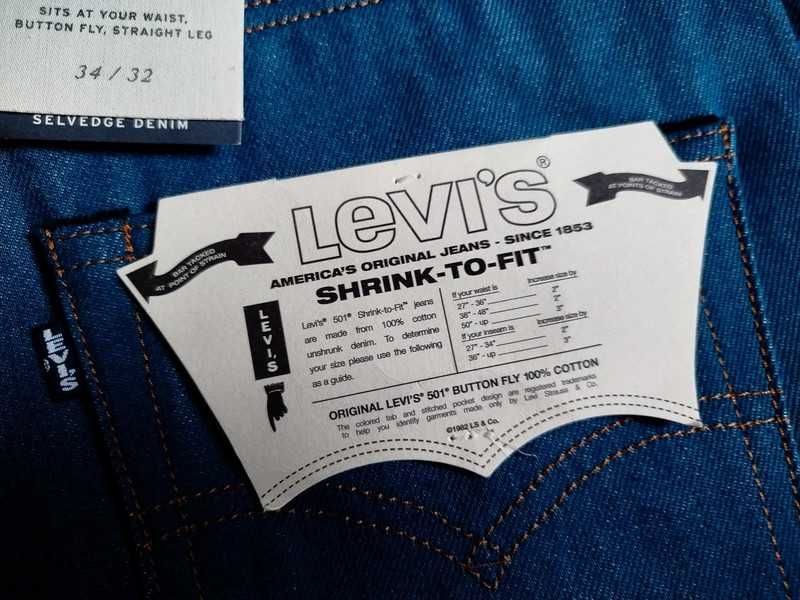 SITS AT YOUR WAIST,
BUTTON FLY, STRAIGHT LEG
34 / 32
SELVEDGE DENIM
LEVI'S®
BAR TACKED
AT POINTS OF STRAIN
BAR TACKED
AT POINT OF STRAIN
AMERICA'S ORIGINAL JEANS - SINCE 1853
SHRINK-TO-FIT™
LEVI'S
Levi's® 501® Shrink-to-Fit™ jeans
are made from 100% cotton
unshrunk denim. To determine
your size please use the following
as a guide.
If your waist is Increase size by
27" - 36" 2"
38" - 48" 2"
50" - up 3"
If your inseam is Increase size by
27" - 34" 2"
36" - up 3"
ORIGINAL LEVI'S® 501® BUTTON FLY 100% COTTON
The colored tab and stitched pocket design are registered trademarks
to help you identify garments made only by Levi Strauss & Co.
©1982 LS & Co.
LEVI'S